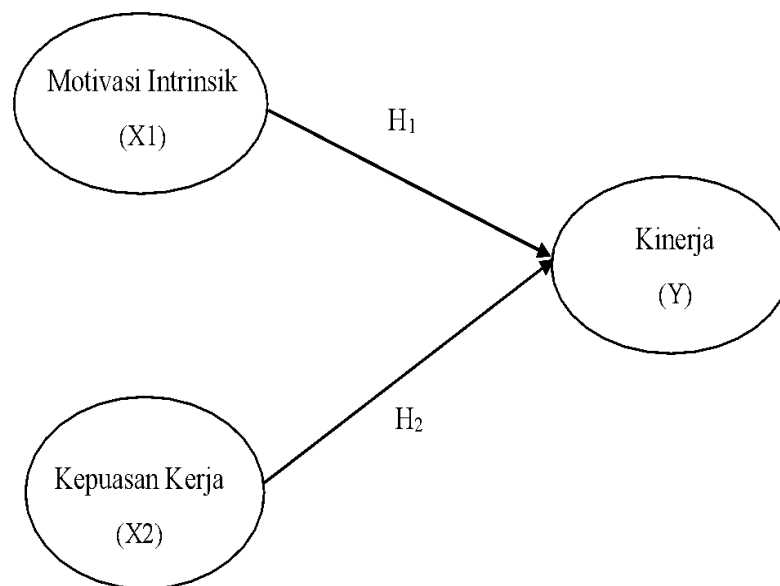 Motivasi Intrinsik
(X1)
H₁
Kinerja
(Y)
H₂
Kepuasan Kerja
(X2)